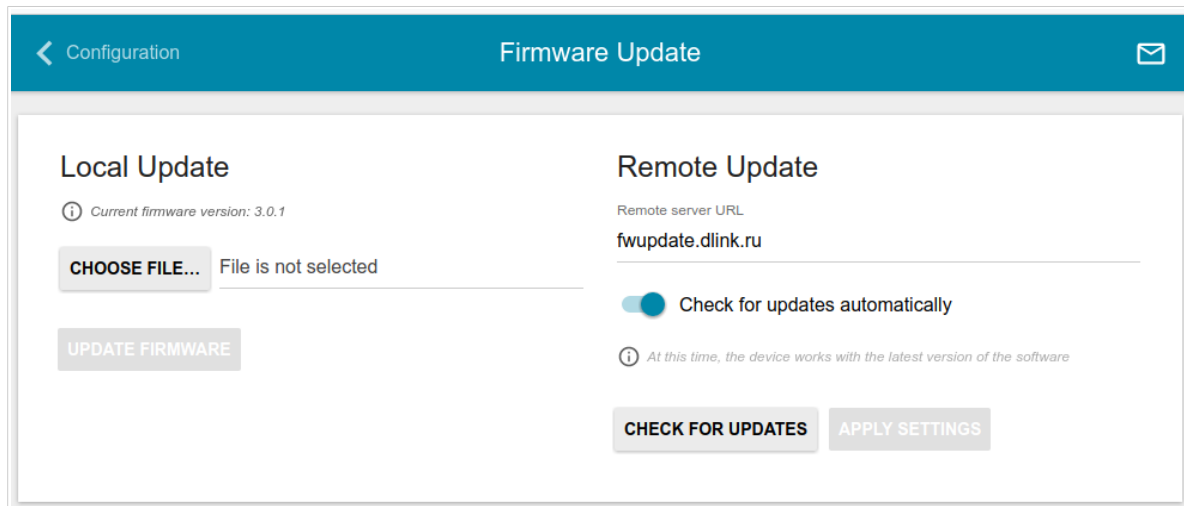 Configuration
Firmware Update
Local Update
Current firmware version: 3.0.1
CHOOSE FILE...
File is not selected
UPDATE FIRMWARE
Remote Update
Remote server URL
fwupdate.dlink.ru
Check for updates automatically
At this time, the device works with the latest version of the software
CHECK FOR UPDATES
APPLY SETTINGS